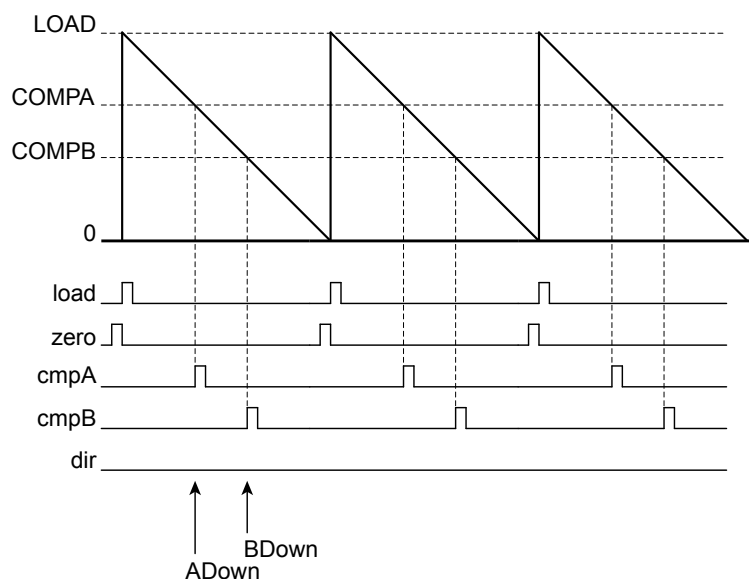 LOAD
COMPA
COMPB
0
load
zero
cmpA
cmpB
dir
BDown
ADown